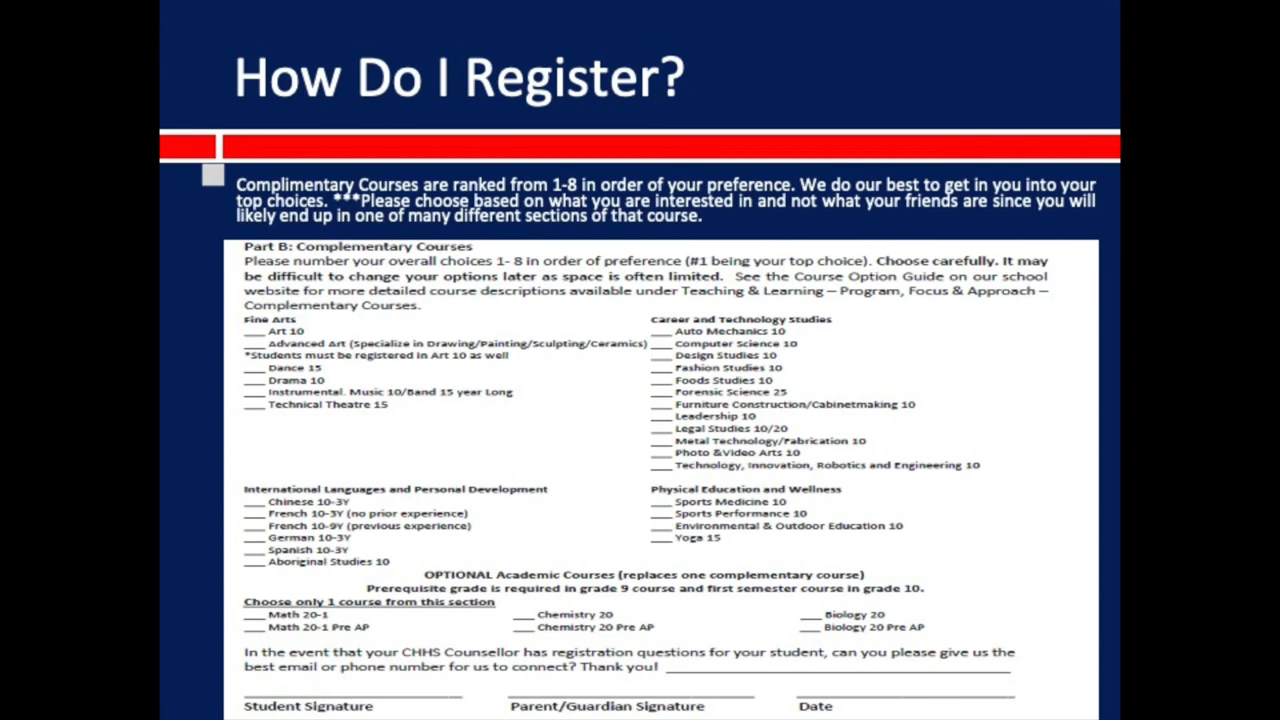 How Do I Register?
Complimentary Courses are ranked from 1-8 in order of your preference. We do our best to get in you into your
top choices. ***Please choose based on what you are interested in and not what your friends are since you will
likely end up in one of many different sections of that course.
Part B: Complementary Courses
Please number your overall choices 1- 8 in order of preference (#1 being your top choice). Choose carefully. It may
be difficult to change your options later as space is often limited. See the Course Option Guide on our school
website for more detailed course descriptions available under Teaching & Learning – Program, Focus & Approach –
Complementary Courses.
Fine Arts
___ Art 10
___ Advanced Art (Specialize in Drawing/Painting/Sculpting/Ceramics)
*Students must be registered in Art 10 as well
___ Dance 15
___ Drama 10
___ Instrumental. Music 10/Band 15 year Long
___ Technical Theatre 15
Career and Technology Studies
___ Auto Mechanics 10
___ Computer Science 10
___ Design Studies 10
___ Fashion Studies 10
___ Foods Studies 10
___ Forensic Science 25
___ Furniture Construction/Cabinetmaking 10
___ Leadership 10
___ Legal Studies 10/20
___ Metal Technology/Fabrication 10
___ Photo &Video Arts 10
___ Technology, Innovation, Robotics and Engineering 10
International Languages and Personal Development
___ Chinese 10-3Y
___ French 10-3Y (no prior experience)
___ French 10-9Y (previous experience)
___ German 10-3Y
___ Spanish 10-3Y
___ Aboriginal Studies 10
Physical Education and Wellness
___ Sports Medicine 10
___ Sports Performance 10
___ Environmental & Outdoor Education 10
___ Yoga 15
OPTIONAL Academic Courses (replaces one complementary course)
Prerequisite grade is required in grade 9 course and first semester course in grade 10.
Choose only 1 course from this section
___ Math 20-1 ___ Chemistry 20 ___ Biology 20
___ Math 20-1 Pre AP ___ Chemistry 20 Pre AP ___ Biology 20 Pre AP
In the event that your CHHS Counsellor has registration questions for your student, can you please give us the
best email or phone number for us to connect? Thank you! ___
Student Signature Parent/Guardian Signature Date